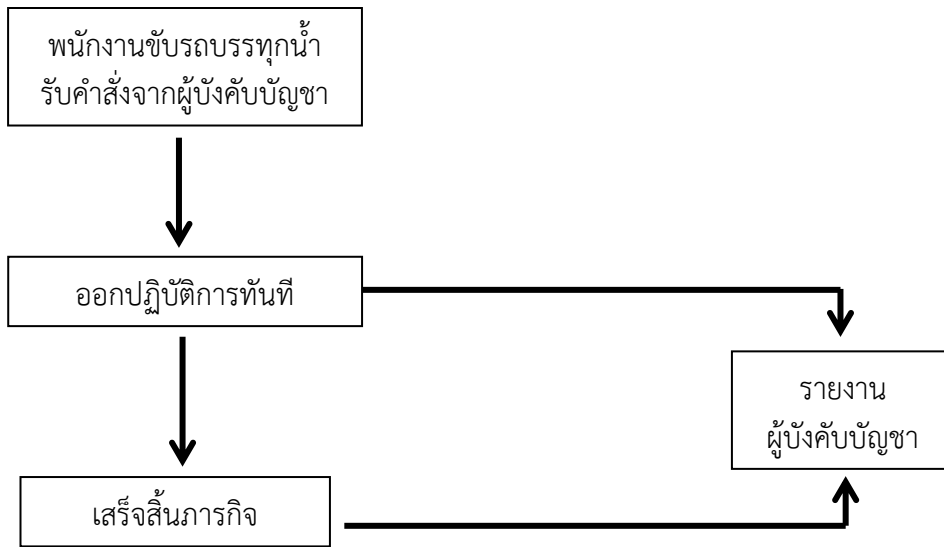 พนักงานขับรถบรรทุกน้ำ
รับคำสั่งจากผู้บังคับบัญชา
ออกปฏิบัติการทันที
รายงาน
ผู้บังคับบัญชา
เสร็จสิ้นภารกิจ